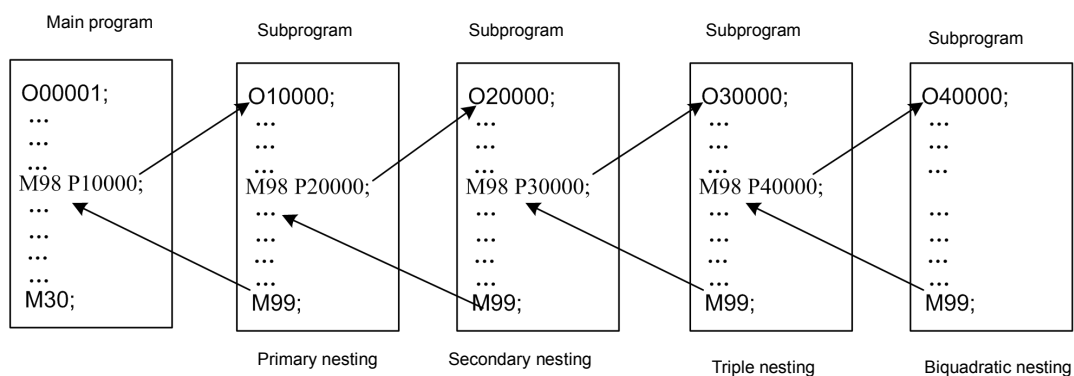 Main program
Subprogram
Subprogram
Subprogram
Subprogram
O00001;
...
...
...
M98 P10000;
...
...
...
...
M30;
O10000;
...
...
...
M98 P20000;
...
...
...
...
M99;
O20000;
...
...
...
M98 P30000;
...
...
...
...
M99;
O30000;
...
...
...
M98 P40000;
...
...
...
...
M99;
O40000;
...
...
...
...
...
...
...
M99;
Primary nesting
Secondary nesting
Triple nesting
Biquadratic nesting